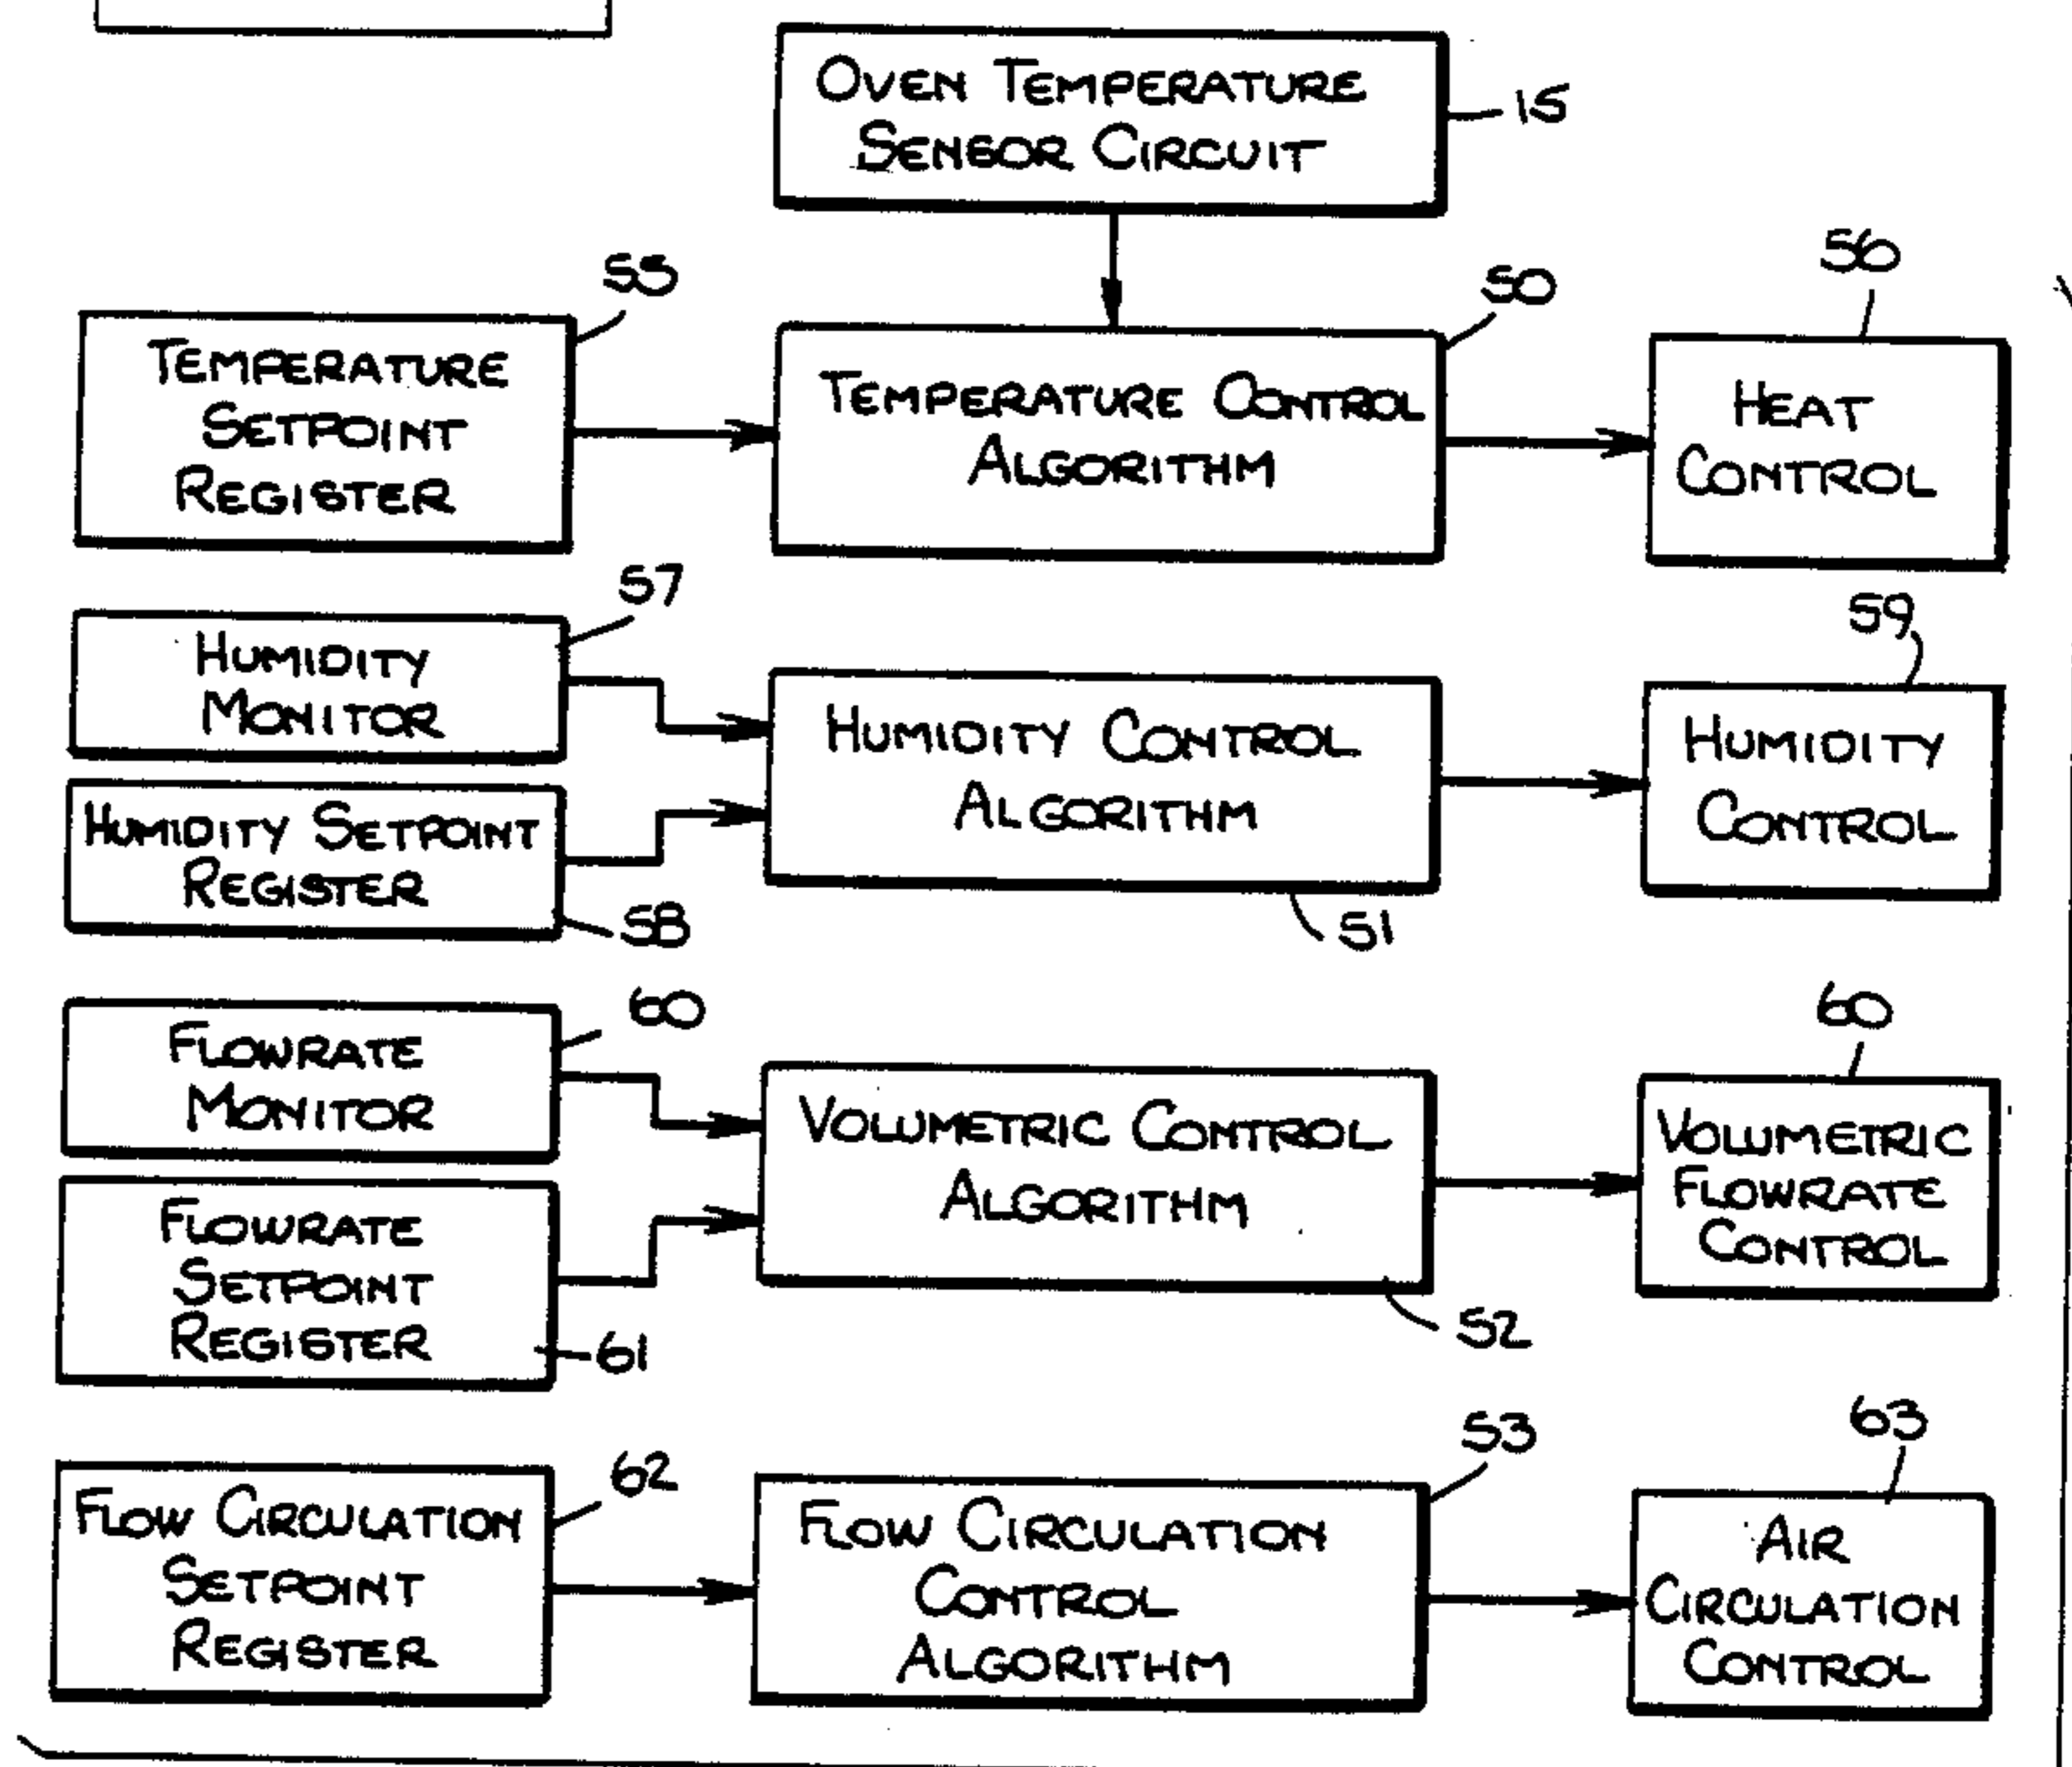 OVEN TEMPERATURE
SENSOR CIRCUIT
15
55
TEMPERATURE
SETPOINT
REGISTER
50
TEMPERATURE CONTROL
ALGORITHM
56
HEAT
CONTROL
57
HUMIDITY
MONITOR
HUMIDITY SETPOINT
REGISTER
58
HUMIDITY CONTROL
ALGORITHM
51
59
HUMIDITY
CONTROL
60
FLOWRATE
MONITOR
FLOWRATE
SETPOINT
REGISTER
61
VOLUMETRIC CONTROL
ALGORITHM
52
60
VOLUMETRIC
FLOWRATE
CONTROL
62
FLOW CIRCULATION
SETPOINT
REGISTER
53
FLOW CIRCULATION
CONTROL
ALGORITHM
63
AIR
CIRCULATION
CONTROL